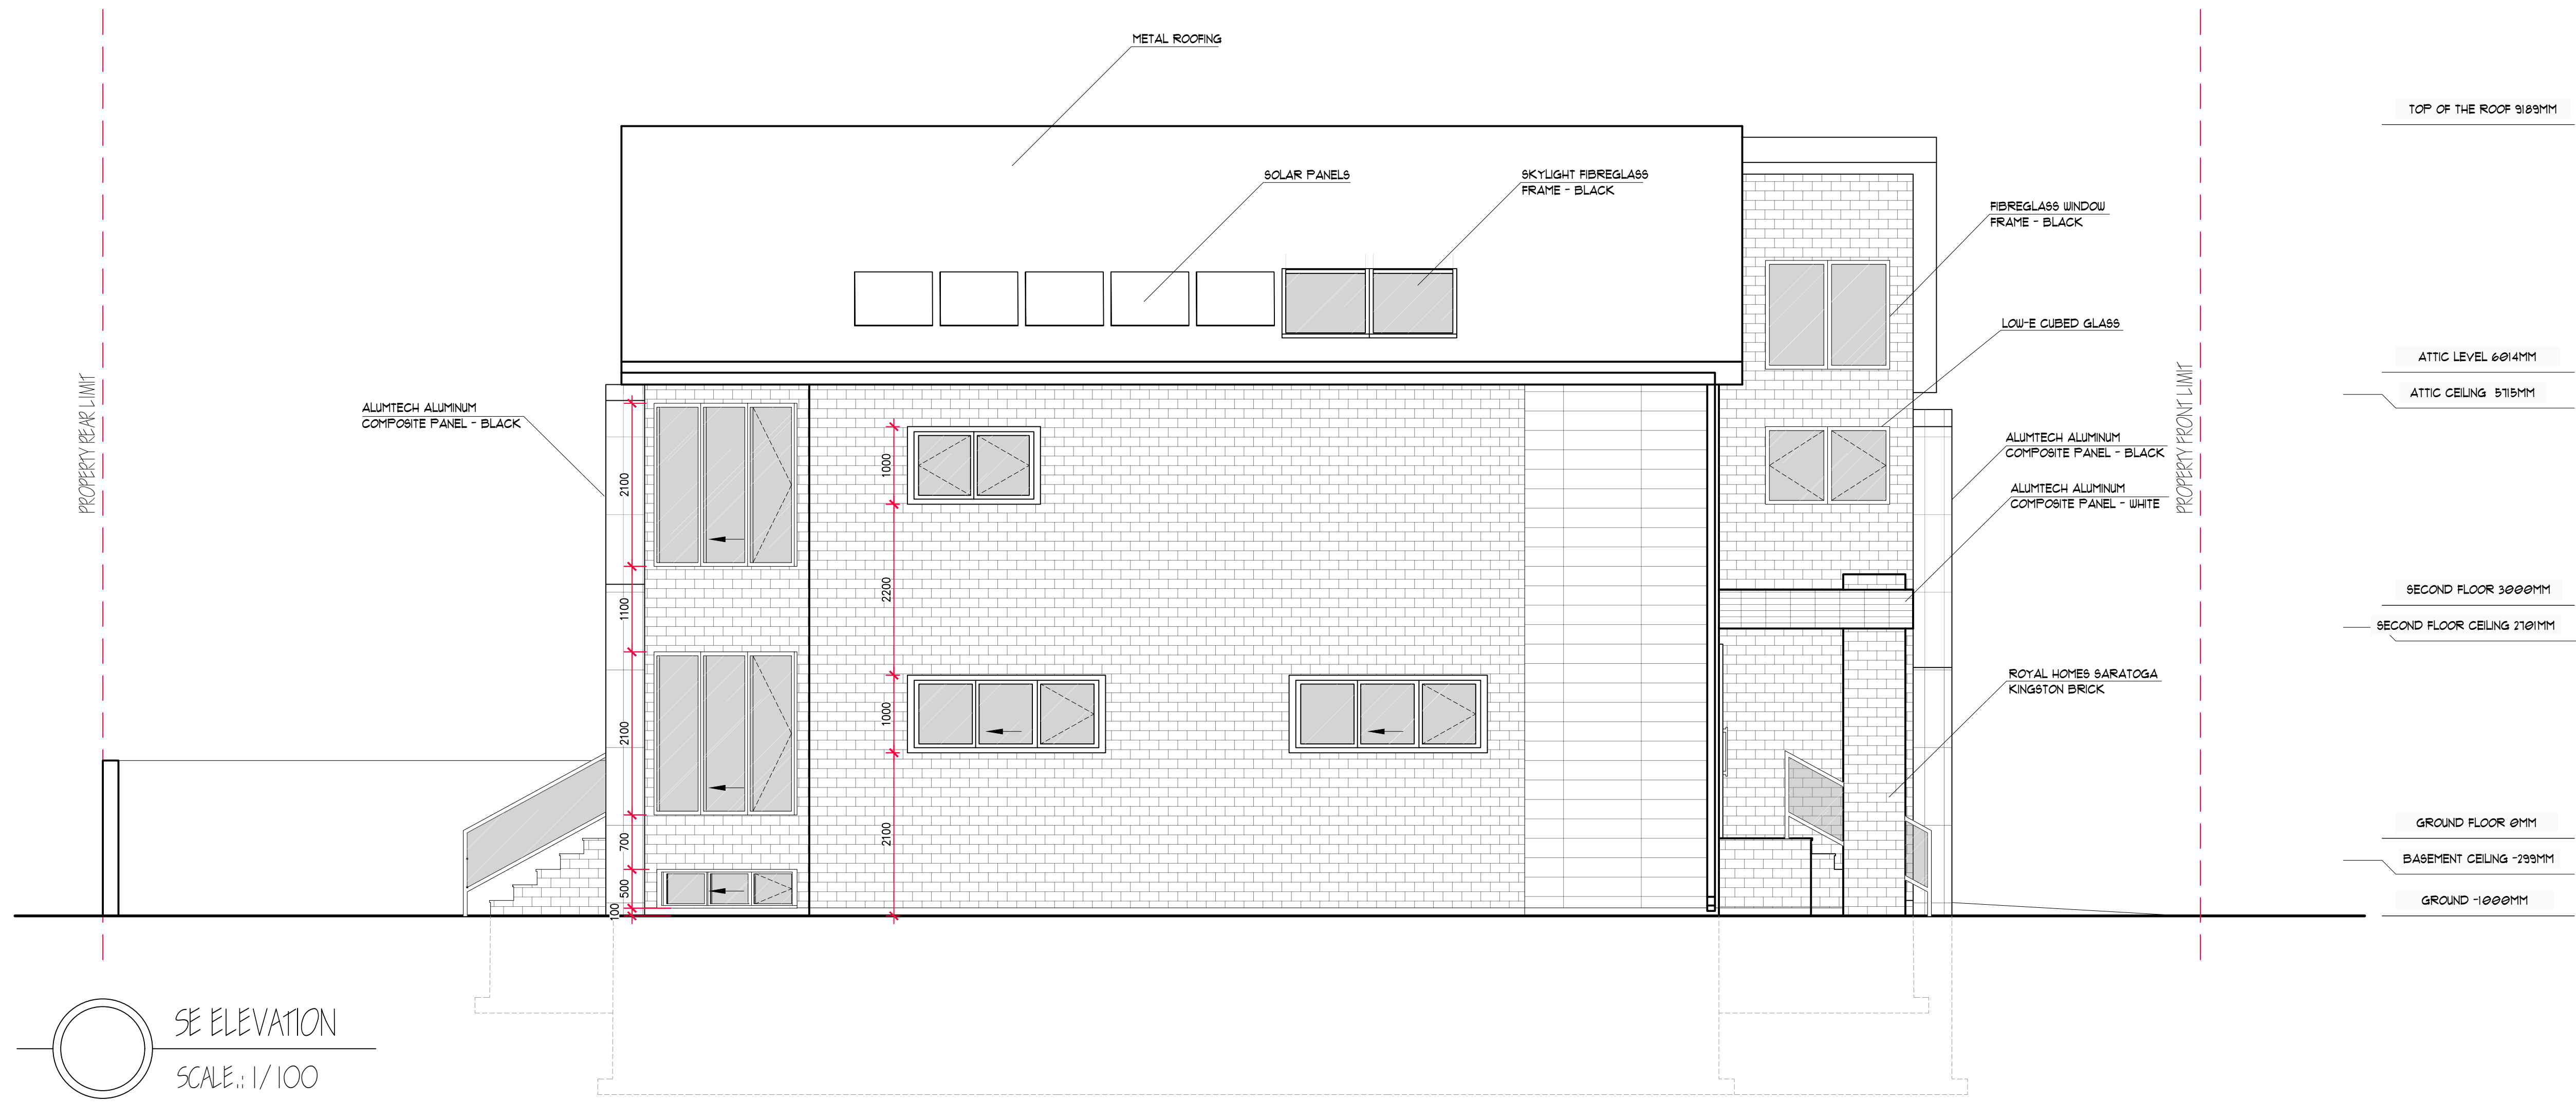 METAL ROOFING
TOP OF THE ROOF 9189MM
SOLAR PANELS
SKYLIGHT FIBREGLASS
FRAME - BLACK
FIBREGLASS WINDOW
FRAME - BLACK
LOW-E CUBED GLASS
ATTIC LEVEL 6014MM
ATTIC CEILING 5715MM
PROPERTY REAR LIMIT
ALUMTECH ALUMINUM
COMPOSITE PANEL - BLACK
PROPERTY FRONT LIMIT
ALUMTECH ALUMINUM
COMPOSITE PANEL - BLACK
ALUMTECH ALUMINUM
COMPOSITE PANEL - WHITE
2100
1000
2200
1100
SECOND FLOOR 3000MM
SECOND FLOOR CEILING 2701MM
ROYAL HOMES SARATOGA
KINGSTON BRICK
2100
1000
700
2100
500
100
GROUND FLOOR 0MM
BASEMENT CEILING -299MM
GROUND -1000MM
SE ELEVATION
SCALE.: 1/100